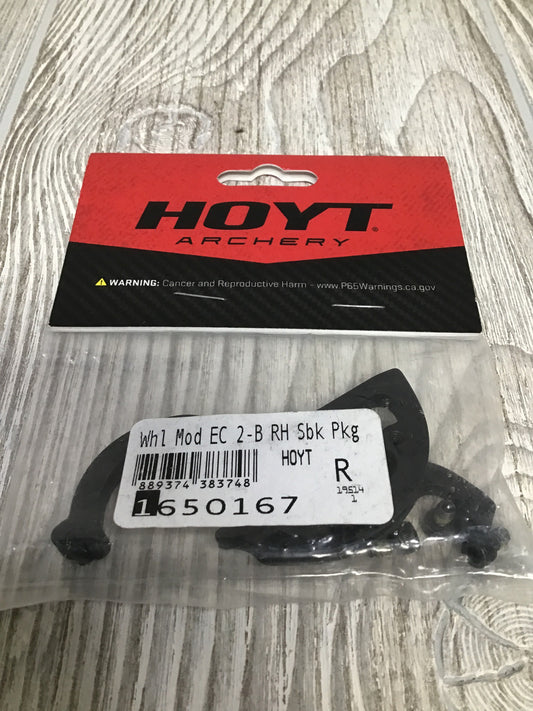 HOYT®
ARCHERY
⚠ WARNING: Cancer and Reproductive Harm - www.P65Warnings.ca.gov
Whl Mod EC 2-B RH Sbk Pkg
889374 383748
HOYT
R
19514
1
1650167